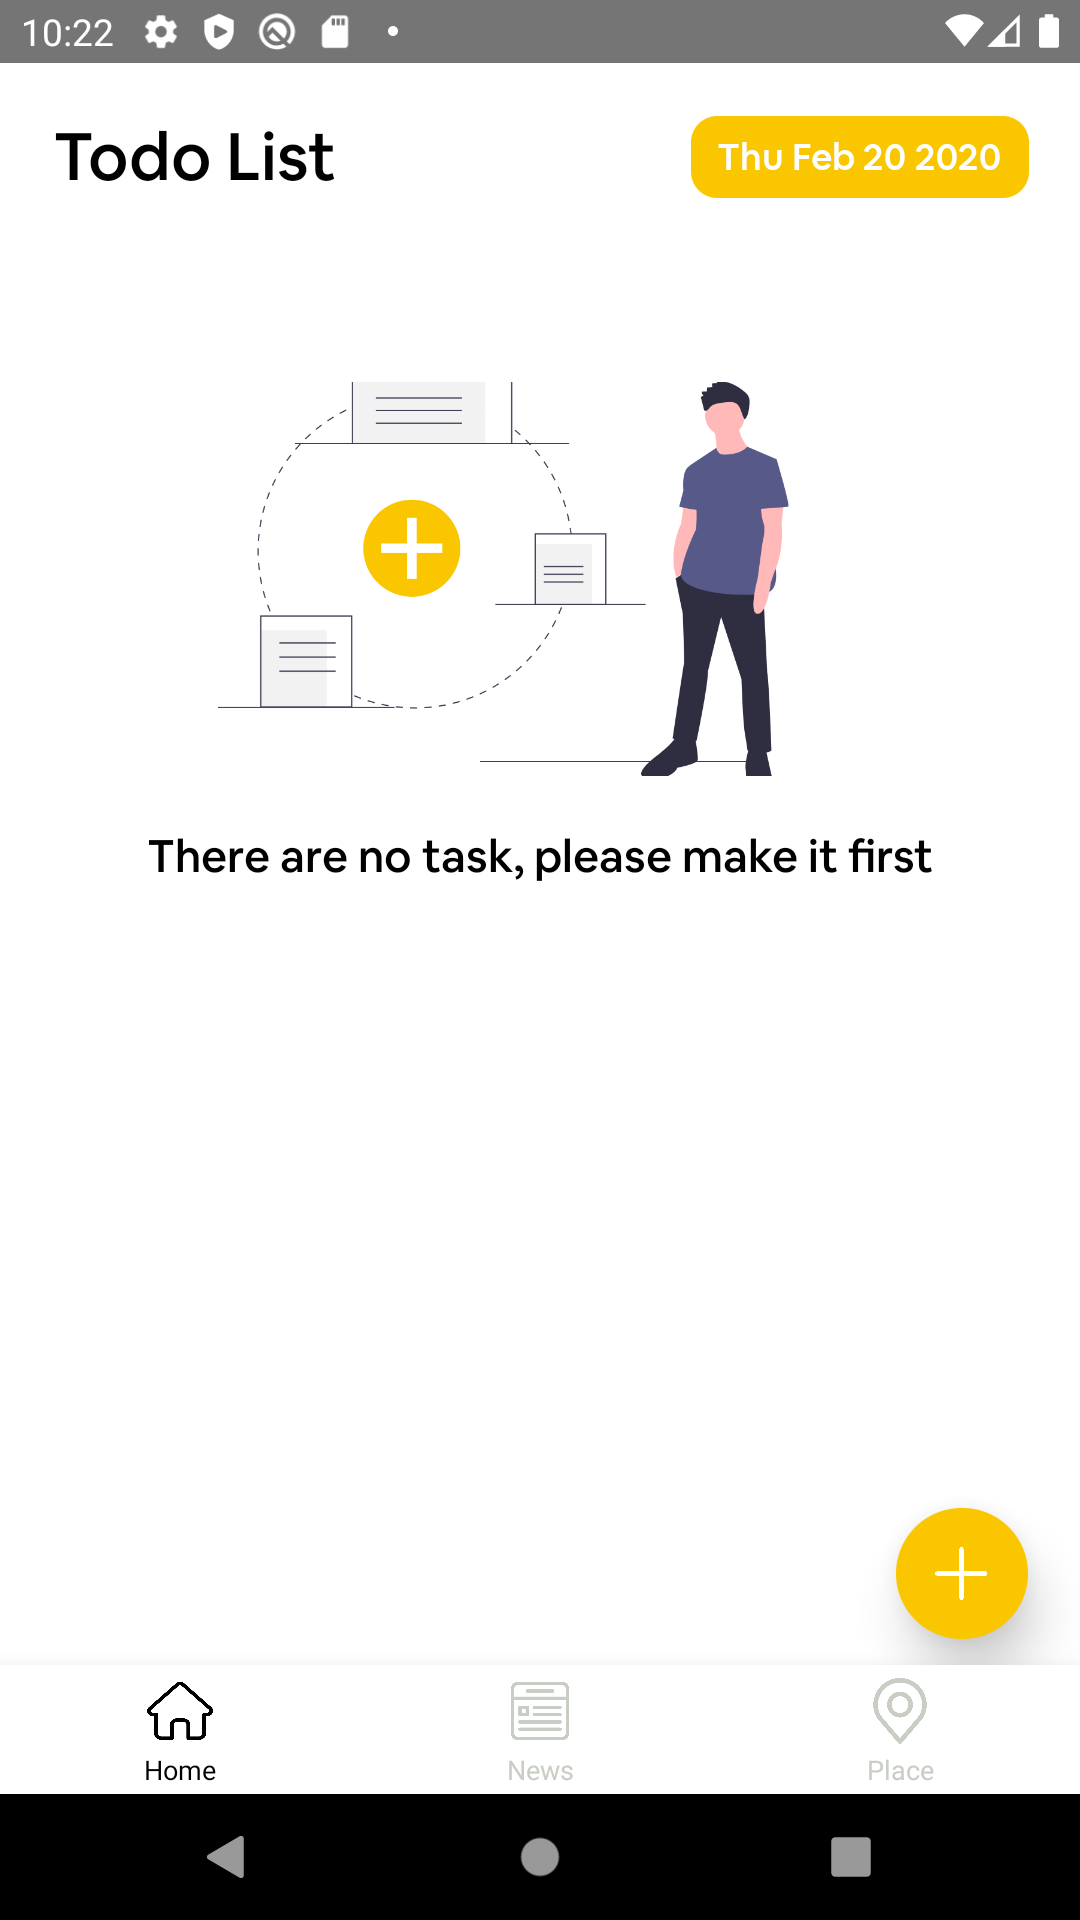 10:22
Todo List
Thu Feb 20 2020
There are no task, please make it first
Home
News
Place